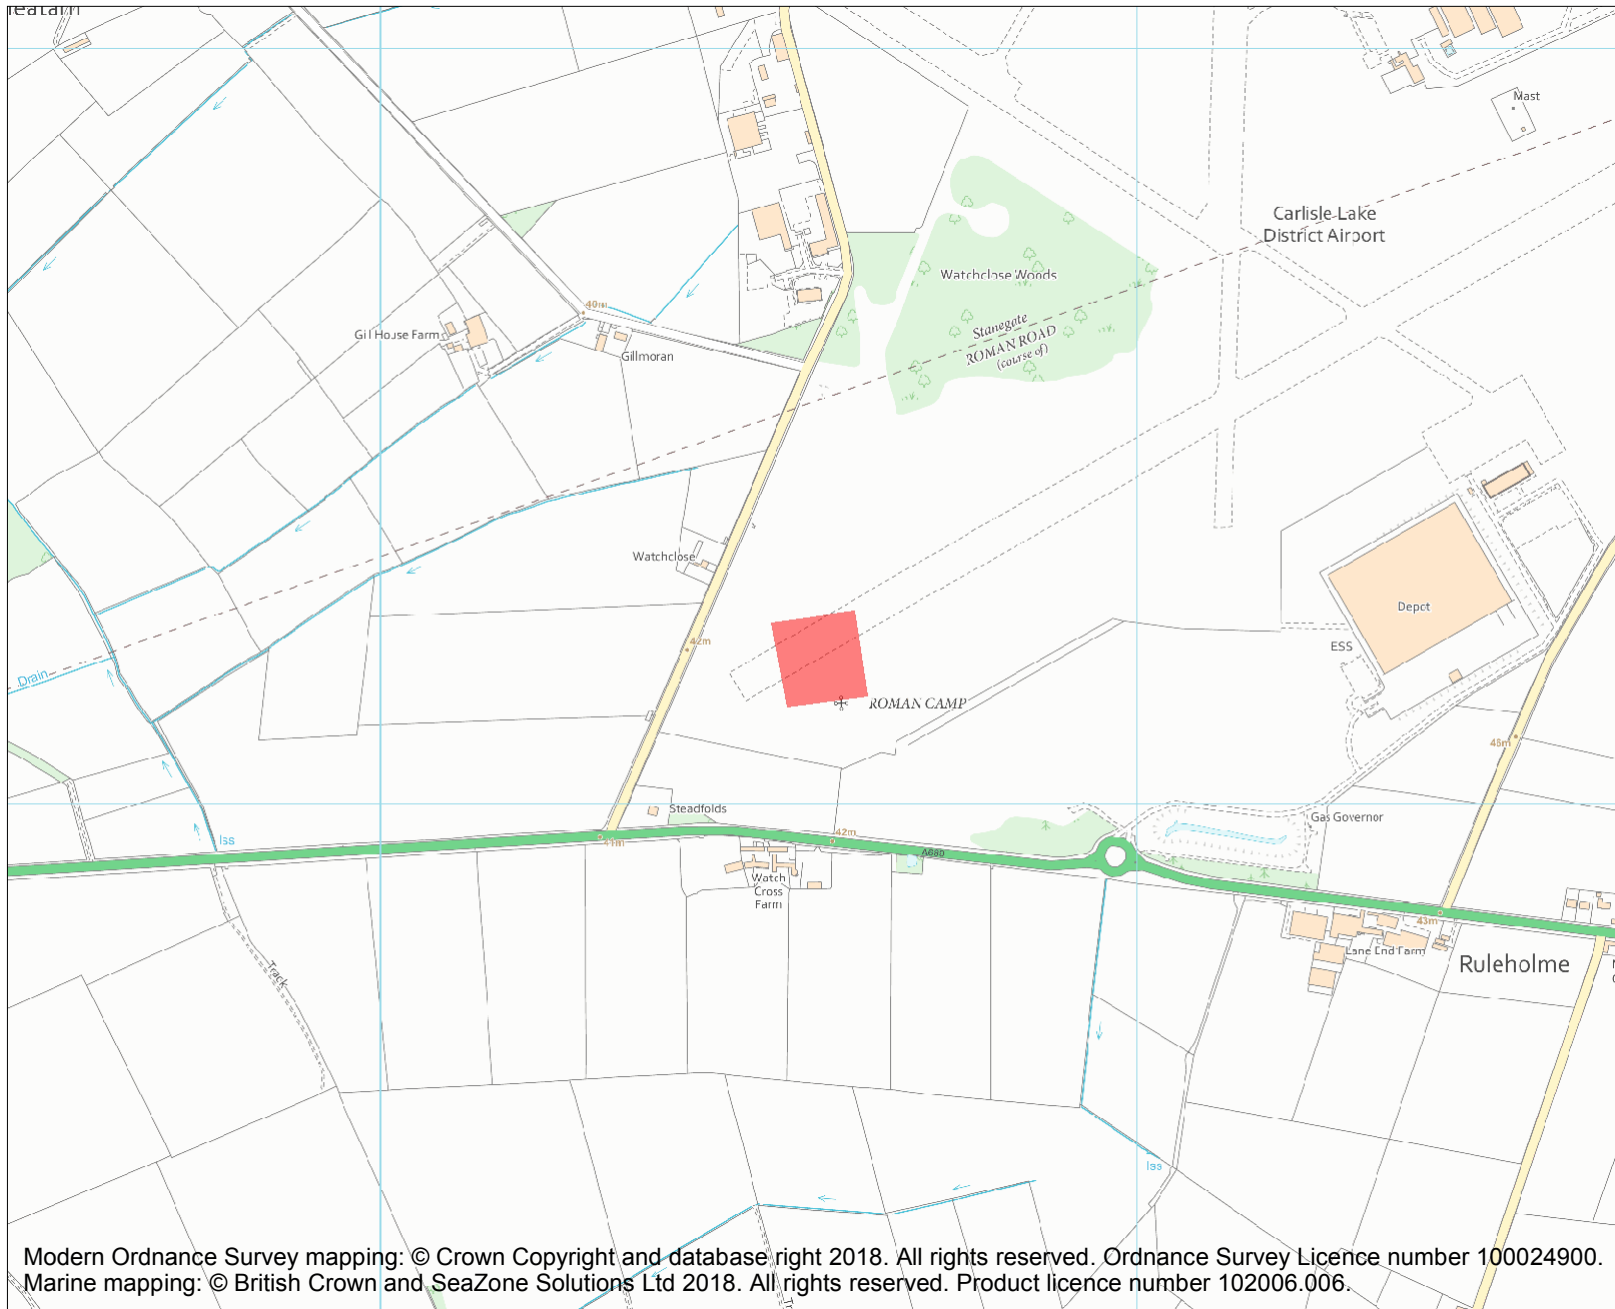 Mast
Carlisle Lake
District Airport
Watchclose Woods
40m
Stanegate
ROMAN ROAD
(course of)
Gill House Farm
Gillmoran
Watchclose
Depot
42m
ESS
Drain
ROMAN CAMP
48m
Steadfolds
Gas Governor
42m
Iss
41m
A689
Watch
Cross
Farm
43m
Lane End Farm
Ruleholme
Track
Iss
Modern Ordnance Survey mapping: © Crown Copyright and database right 2018. All rights reserved. Ordnance Survey Licence number 100024900.
Marine mapping: © British Crown and SeaZone Solutions Ltd 2018. All rights reserved. Product licence number 102006.006.